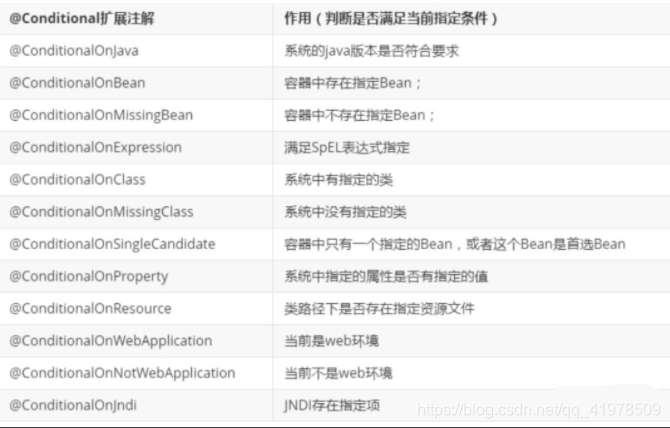 @Conditional扩展注解 作用（判断是否满足当前指定条件）
@ConditionalOnJava 系统的java版本是否符合要求
@ConditionalOnBean 容器中存在指定Bean；
@ConditionalOnMissingBean 容器中不存在指定Bean；
@ConditionalOnExpression 满足SpEL表达式指定
@ConditionalOnClass 系统中有指定的类
@ConditionalOnMissingClass 系统中没有指定的类
@ConditionalOnSingleCandidate 容器中只有一个指定的Bean，或者这个Bean是首选Bean
@ConditionalOnProperty 系统中指定的属性是否有指定的值
@ConditionalOnResource 类路径下是否存在指定资源文件
@ConditionalOnWebApplication 当前是web环境
@ConditionalOnNotWebApplication 当前不是web环境
@ConditionalOnJndi JNDI存在指定项
https://blog.csdn.net/qq_41978509